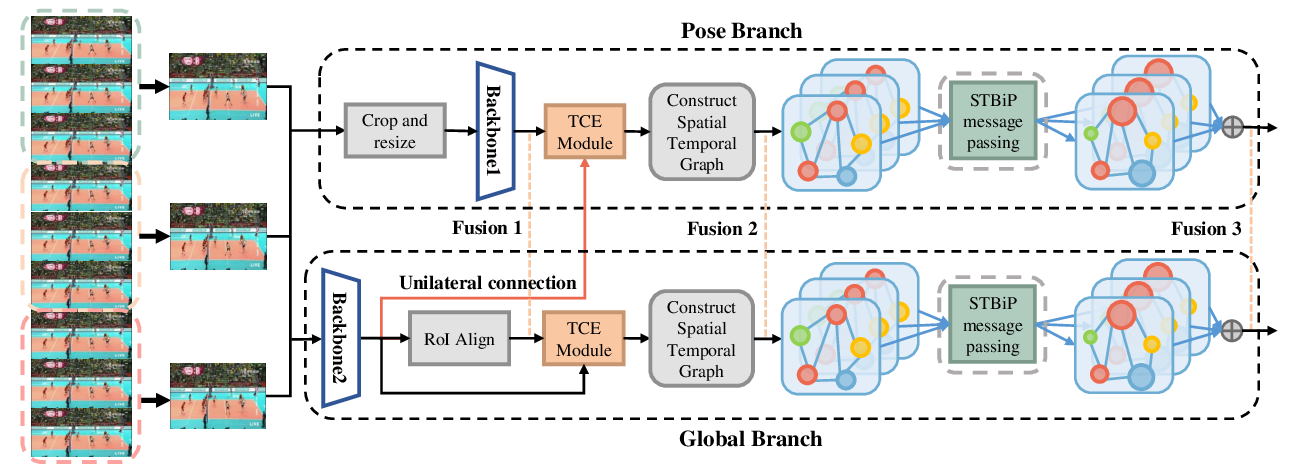 Pose Branch
Crop and
resize
Backbone1
TCE
Module
Construct
Spatial
Temporal
Graph
STBiP
message
passing
Fusion 1
Fusion 2
Fusion 3
Unilateral connection
Backbone2
RoI Align
TCE
Module
Construct
Spatial
Temporal
Graph
STBiP
message
passing
Global Branch